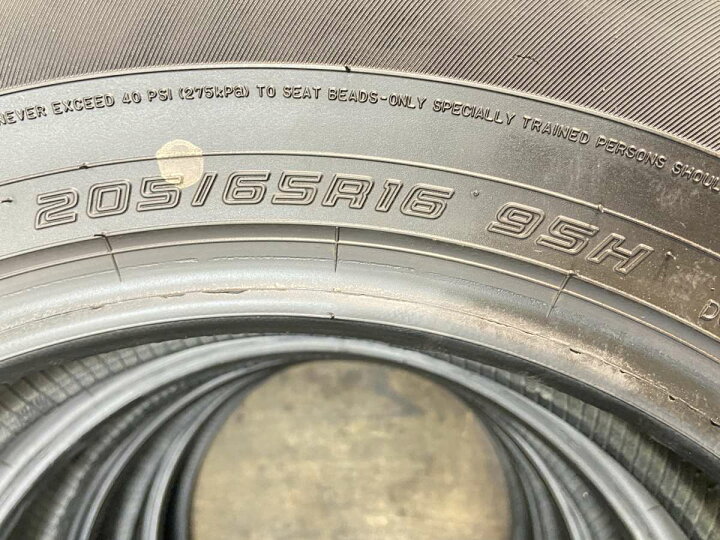 NEVER EXCEED 40 PSI (275kPa) TO SEAT BEADS-ONLY SPECIALLY TRAINED PERSONS SHOUL
205/65R16 95H